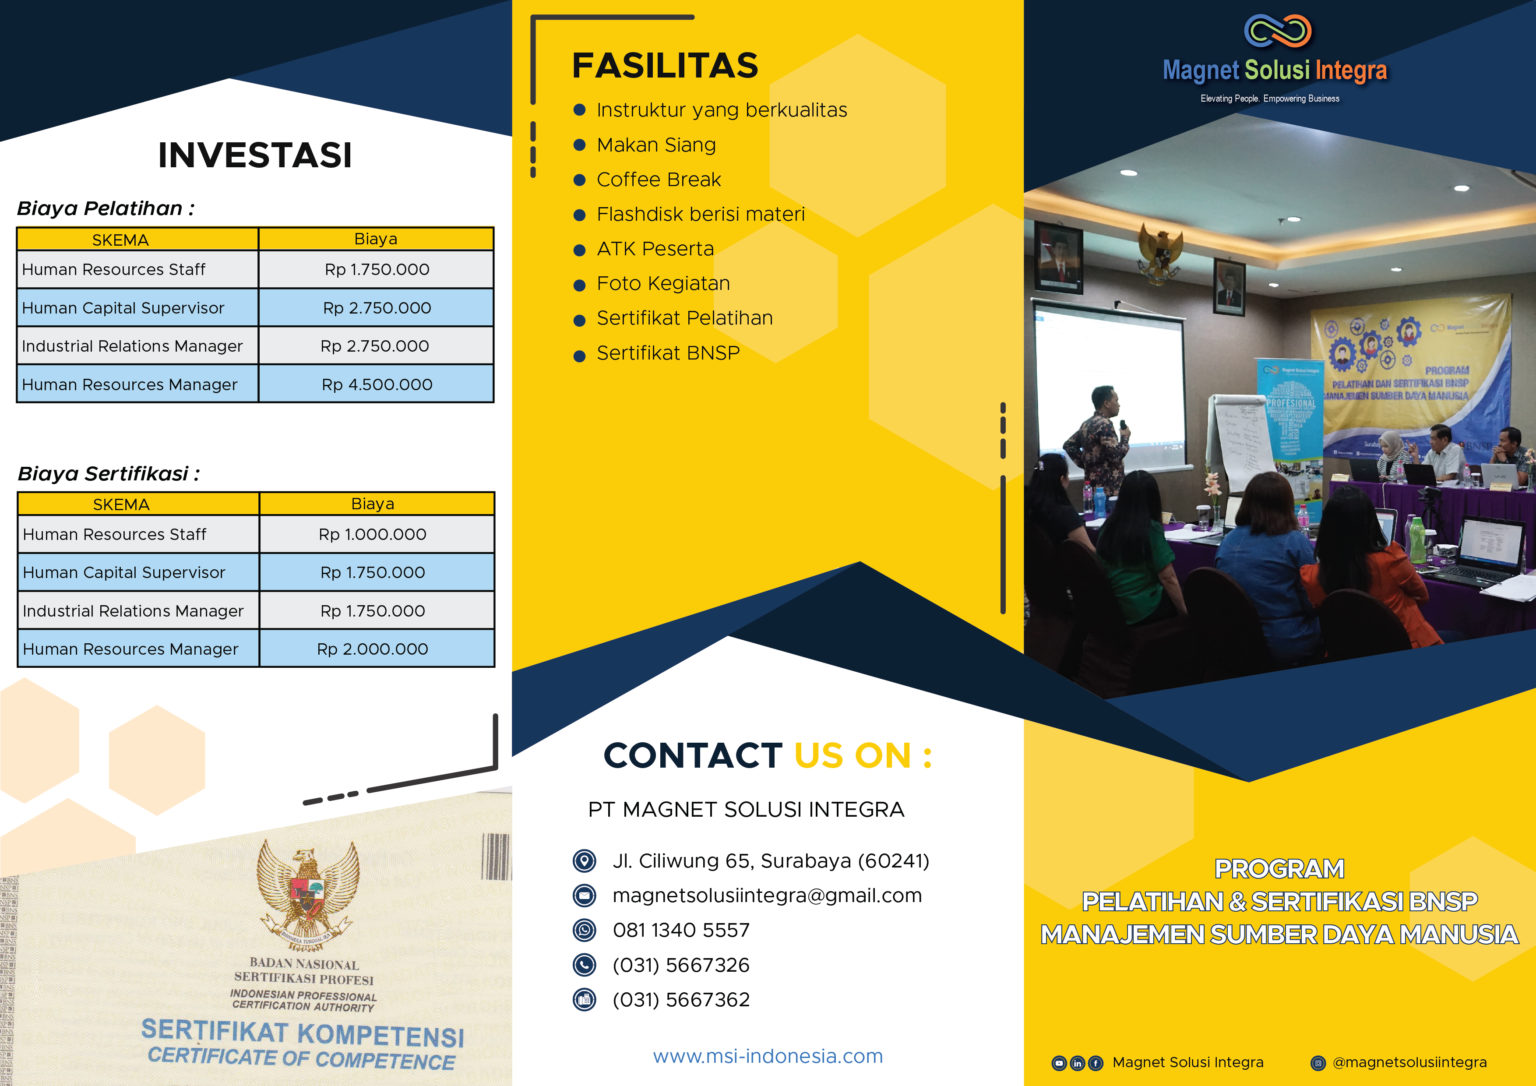 INVESTASI
Biaya Pelatihan :
SKEMA Biaya
Human Resources Staff Rp 1.750.000
Human Capital Supervisor Rp 2.750.000
Industrial Relations Manager Rp 2.750.000
Human Resources Manager Rp 4.500.000
Biaya Sertifikasi :
SKEMA Biaya
Human Resources Staff Rp 1.000.000
Human Capital Supervisor Rp 1.750.000
Industrial Relations Manager Rp 1.750.000
Human Resources Manager Rp 2.000.000
BADAN NASIONAL
SERTIFIKASI PROFESI
INDONESIAN PROFESSIONAL
CERTIFICATION AUTHORITY
SERTIFIKAT KOMPETENSI
CERTIFICATE OF COMPETENCE
FASILITAS
Instruktur yang berkualitas
Makan Siang
Coffee Break
Flashdisk berisi materi
ATK Peserta
Foto Kegiatan
Sertifikat Pelatihan
Sertifikat BNSP
CONTACT US ON :
PT MAGNET SOLUSI INTEGRA
Jl. Ciliwung 65, Surabaya (60241)
magnetsolusiintegra@gmail.com
081 1340 5557
(031) 5667326
(031) 5667362
www.msi-indonesia.com
Magnet Solusi Integra
Elevating People. Empowering Business
Magnet
PROGRAM
PELATIHAN DAN SERTIFIKASI BNSP
MANAJEMEN SUMBER DAYA MANUSIA
BNSP
Magnet Solusi Integra
PROFESIONAL
PROGRAM
PELATIHAN & SERTIFIKASI BNSP
MANAJEMEN SUMBER DAYA MANUSIA
Magnet Solusi Integra
@magnetsolusiintegra